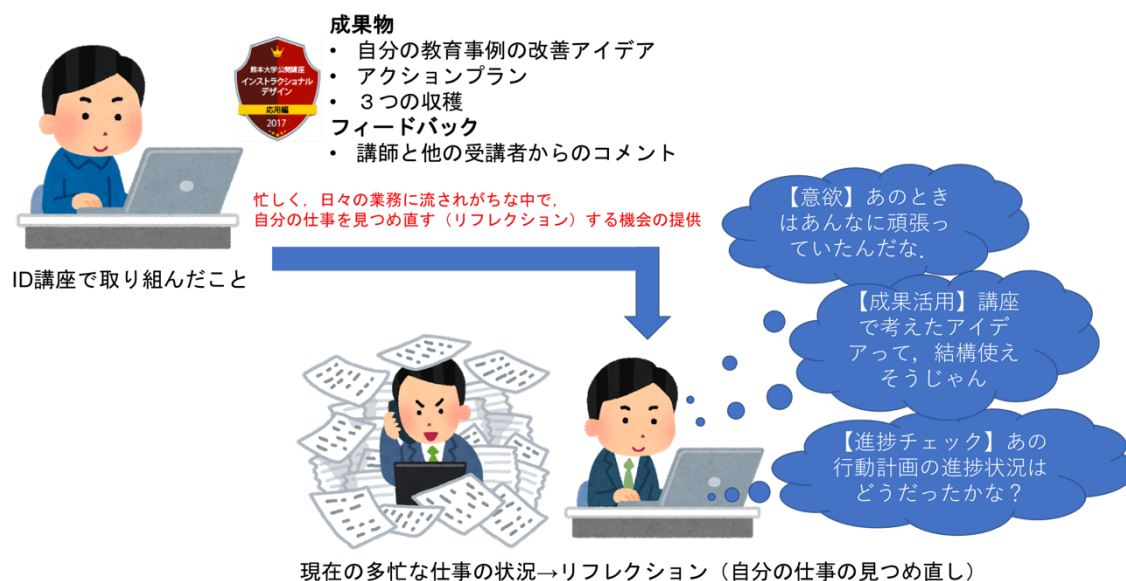 成果物
• 自分の教育事例の改善アイデア
• アクションプラン
• ３つの収穫
フィードバック
• 講師と他の受講者からのコメント
熊本大学公開講座
インストラクショナル
デザイン
応用編
2017
忙しく，日々の業務に流されがちな中で，
自分の仕事を見つめ直す（リフレクション）する機会の提供
ID講座で取り組んだこと
【意欲】あのとき
はあんなに頑張っ
ていたんだな．
【成果活用】講座
で考えたアイデ
アって，結構使え
そうじゃん
【進捗チェック】あの
行動計画の進捗状況は
どうだったかな？
現在の多忙な仕事の状況→リフレクション（自分の仕事の見つめ直し）